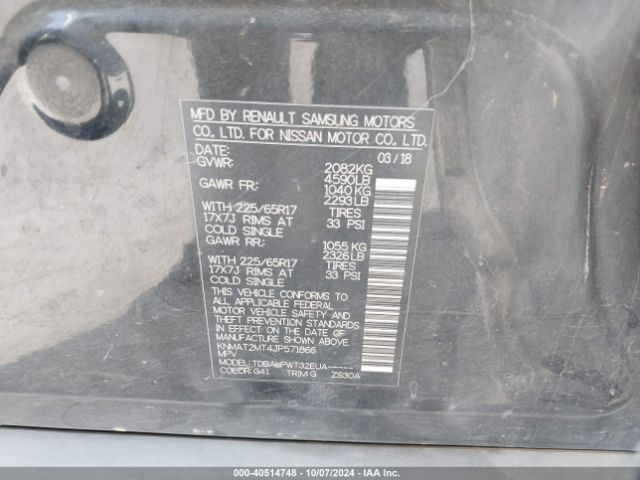 MFD BY RENAULT SAMSUNG MOTORS
CO., LTD. FOR NISSAN MOTOR CO., LTD.
DATE: 03/18
GVWR: 2082KG
4590LB
GAWR FR: 1040 KG
2293 LB
WITH 225/65R17 TIRES
17X7J RIMS AT 33 PSI
COLD SINGLE
GAWR RR: 1055 KG
2326 LB
WITH 225/65R17 TIRES
17X7J RIMS AT 33 PSI
COLD SINGLE
THIS VEHICLE CONFORMS TO
ALL APPLICABLE FEDERAL
MOTOR VEHICLE SAFETY AND
THEFT PREVENTION STANDARDS
IN EFFECT ON THE DATE OF
MANUFACTURE SHOWN ABOVE.
KNMAT2MT4JP571866
MPV
MODEL: WT32EUA-----
COLOR: G41 TRIM: G ZS30A
000-40514748 - 10/07/2024 - IAA Inc.